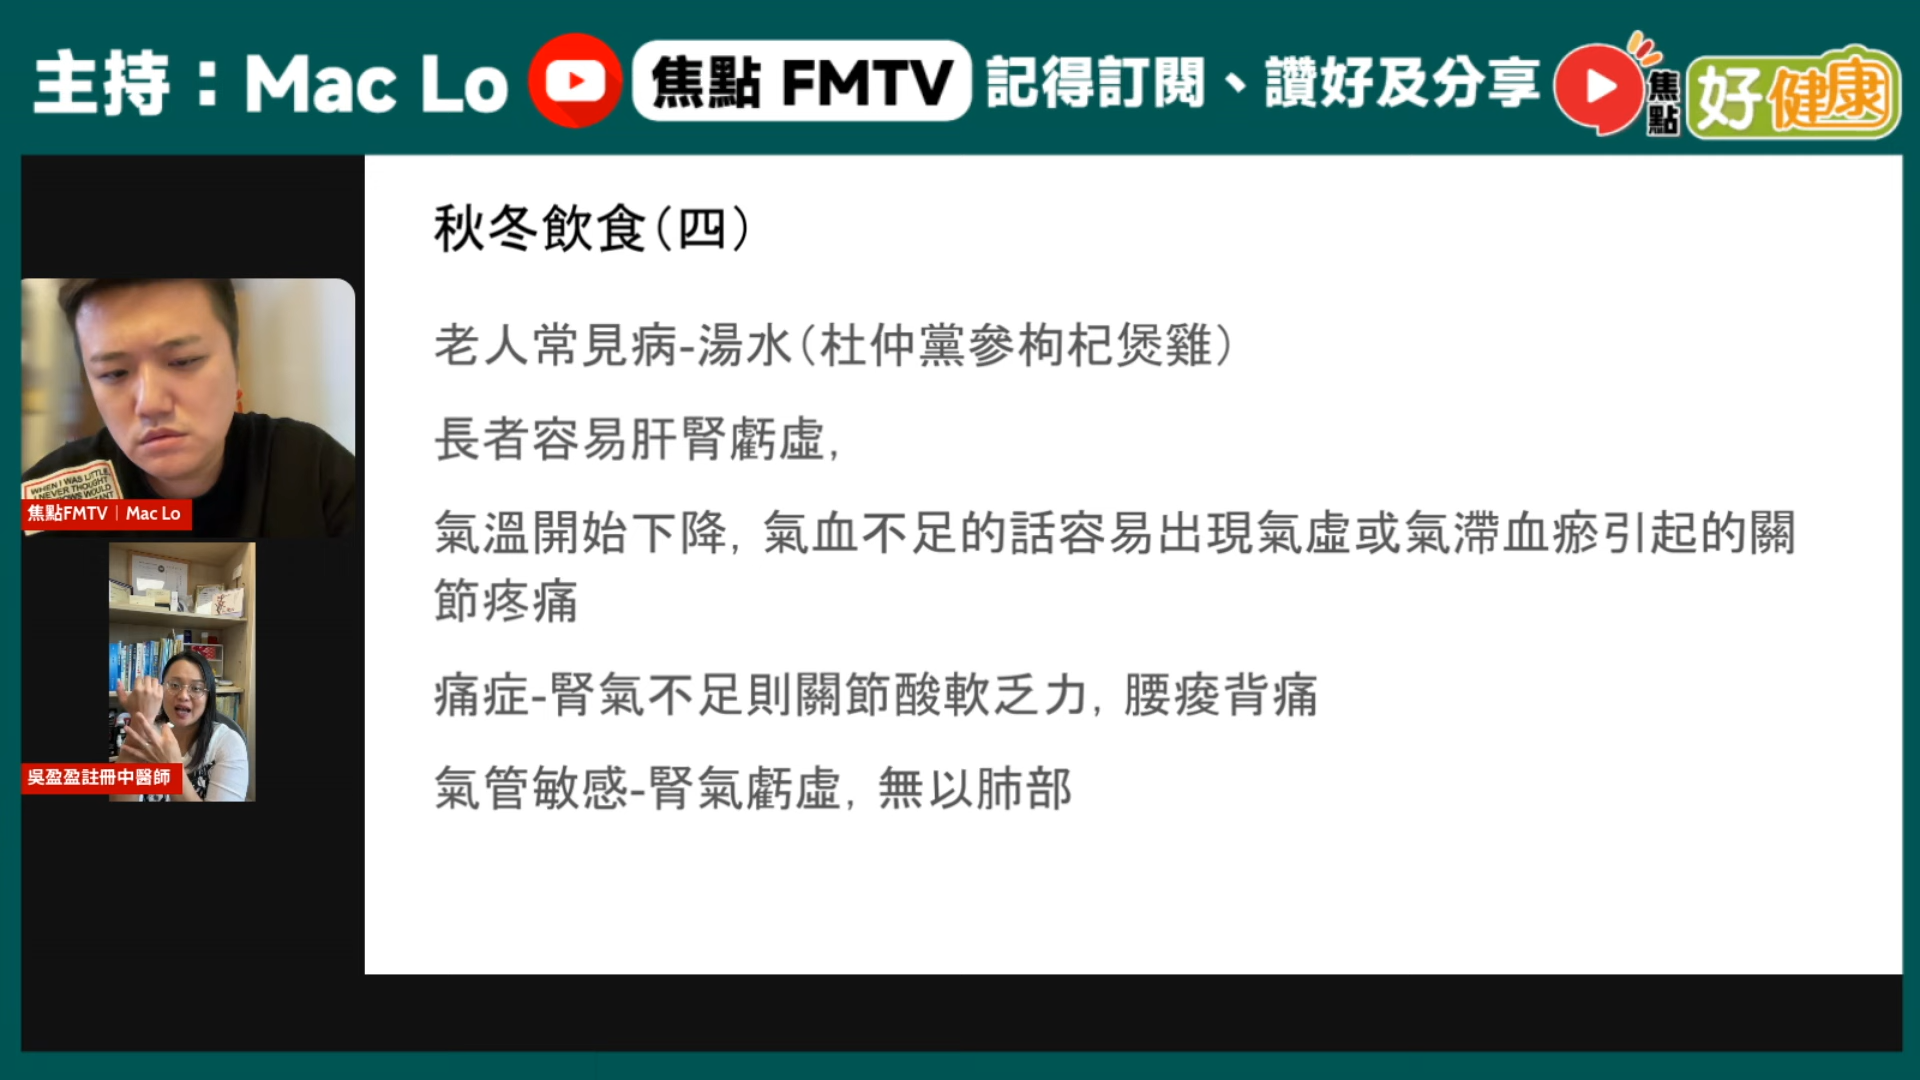 主持：Mac Lo
焦點 FMTV
記得訂閱、讚好及分享
焦點
好健康
秋冬飲食(四)
老人常見病-湯水(杜仲黨參枸杞煲雞)
長者容易肝腎虧虛，
氣溫開始下降，氣血不足的話容易出現氣虛或氣滯血瘀引起的關
節疼痛
痛症-腎氣不足則關節酸軟乏力，腰痠背痛
氣管敏感-腎氣虧虛，無以肺部
WHEN I WAS LITTLE
I NEVER THOUGHT
焦點FMTV｜Mac Lo
吳盈盈註冊中醫師